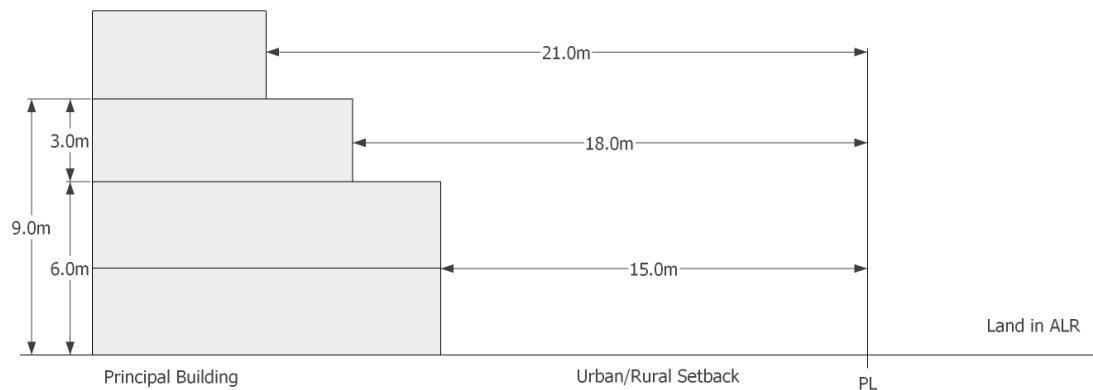 21.0m
3.0m
18.0m
9.0m
6.0m
15.0m
Land in ALR
Principal Building
Urban/Rural Setback
PL